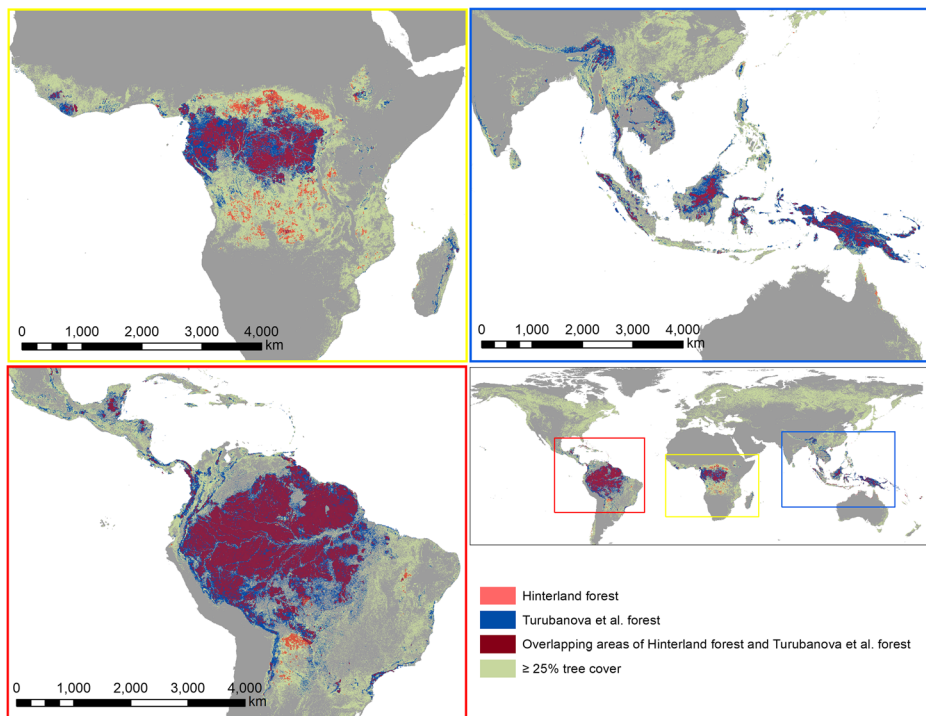 0 1,000 2,000 3,000 4,000
km
0 1,000 2,000 3,000 4,000
km
0 1,000 2,000 3,000 4,000
km
Hinterland forest
Turubanova et al. forest
Overlapping areas of Hinterland forest and Turubanova et al. forest
≥ 25% tree cover